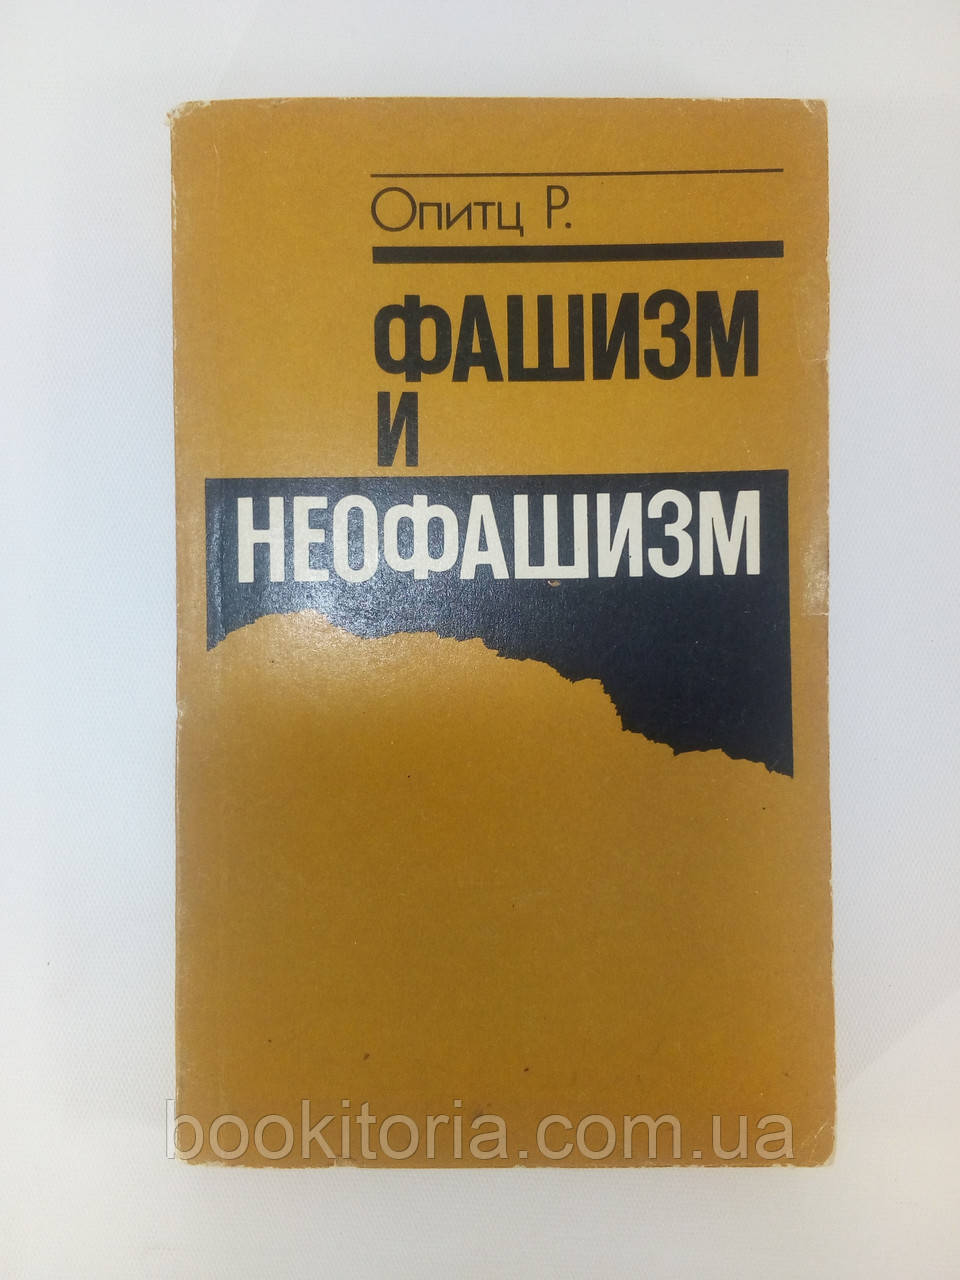 Опитц Р.
ФАШИЗМ
И
НЕОФАШИЗМ
bookitoria.com.ua